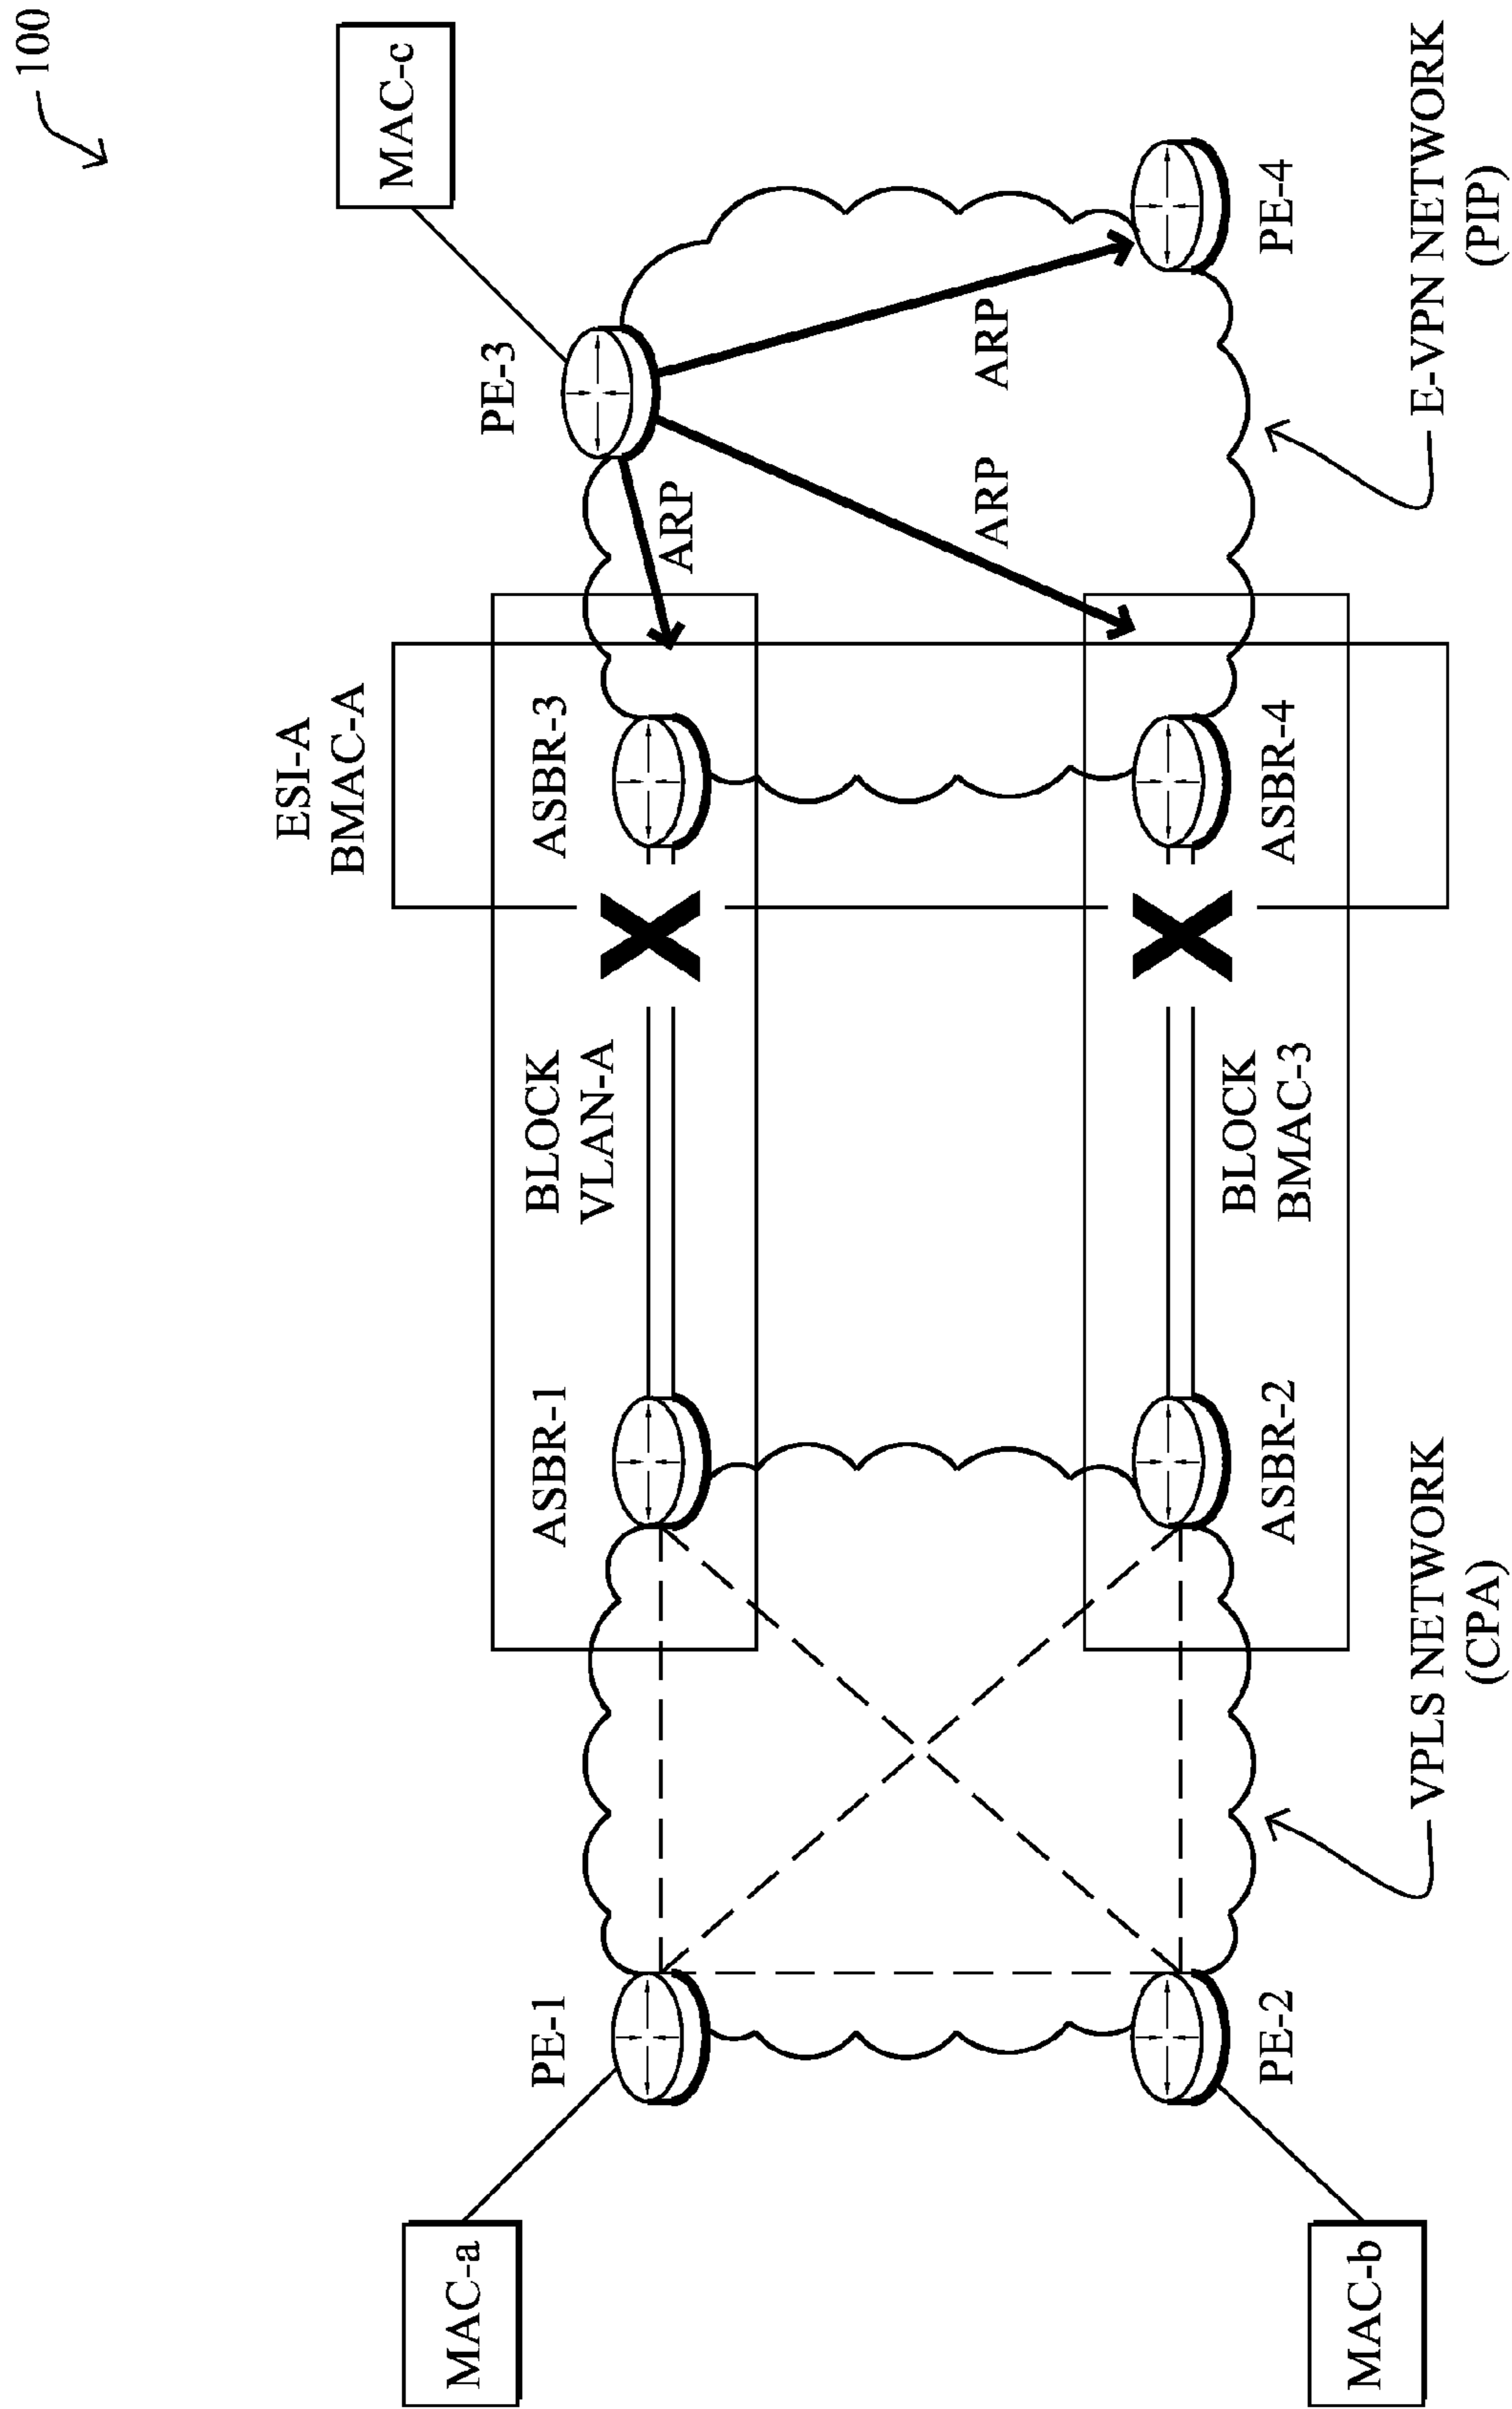 100
MAC-c
PE-3
PE-4
ARP
ARP
ARP
E-VPN NETWORK
(PIP)
ESI-A
BMAC-A
ASBR-3
ASBR-4
BLOCK
VLAN-A
BLOCK
BMAC-3
ASBR-1
ASBR-2
VPLS NETWORK
(CPA)
PE-1
PE-2
MAC-a
MAC-b